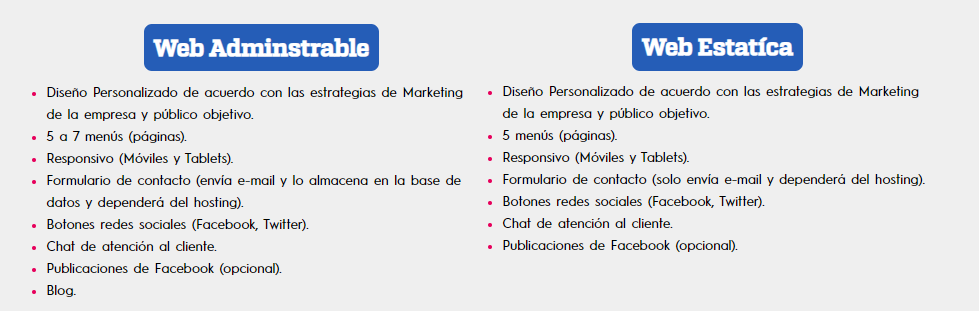 Web Adminstrable
• Diseño Personalizado de acuerdo con las estrategias de Marketing
de la empresa y público objetivo.
• 5 a 7 menús (páginas).
• Responsivo (Móviles y Tablets).
• Formulario de contacto (envía e-mail y lo almacena en la base de
datos y dependerá del hosting).
• Botones redes sociales (Facebook, Twitter).
• Chat de atención al cliente.
• Publicaciones de Facebook (opcional).
• Blog.
Web Estatíca
• Diseño Personalizado de acuerdo con las estrategias de Marketing
de la empresa y público objetivo.
• 5 menús (páginas).
• Responsivo (Móviles y Tablets).
• Formulario de contacto (solo envía e-mail y dependerá del hosting).
• Botones redes sociales (Facebook, Twitter).
• Chat de atención al cliente.
• Publicaciones de Facebook (opcional).